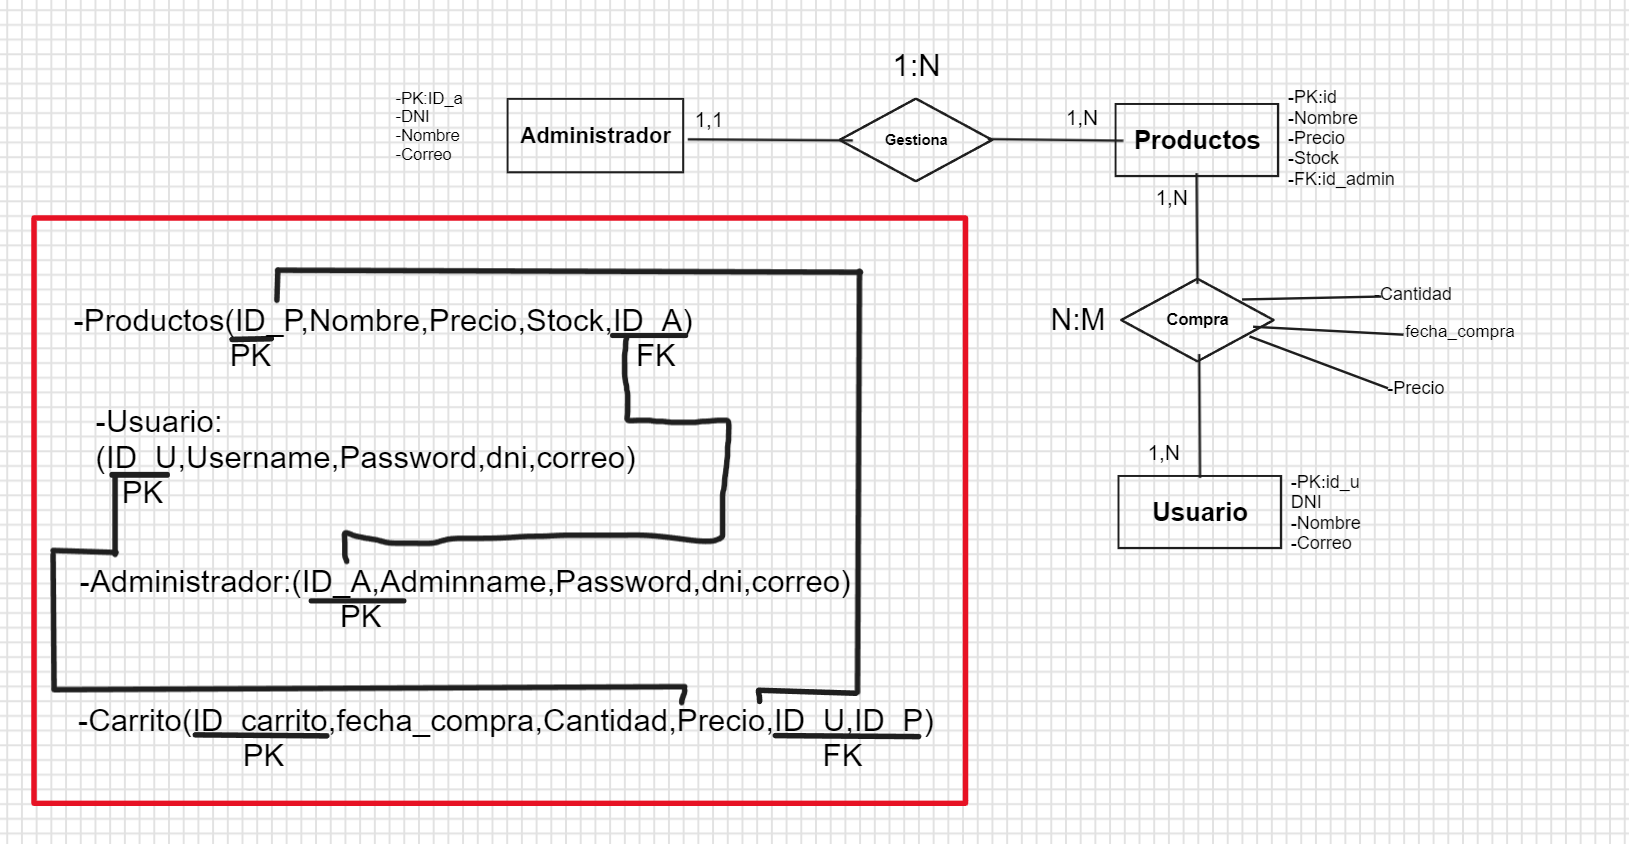 1:N
-PK:ID_a
-DNI
-Nombre
-Correo
Administrador
1,1
Gestiona
1,N
Productos
-PK:id
-Nombre
-Precio
-Stock
-FK:id_admin
1,N
N:M
Compra
-Cantidad
fecha_compra
-Precio
1,N
Usuario
-PK:id_u
DNI
-Nombre
-Correo
-Productos(ID_P,Nombre,Precio,Stock,ID_A)
PK
FK
-Usuario:
(ID_U,Username,Password,dni,correo)
PK
-Administrador:(ID_A,Adminname,Password,dni,correo)
PK
-Carrito(ID_carrito,fecha_compra,Cantidad,Precio,ID_U,ID_P)
PK
FK